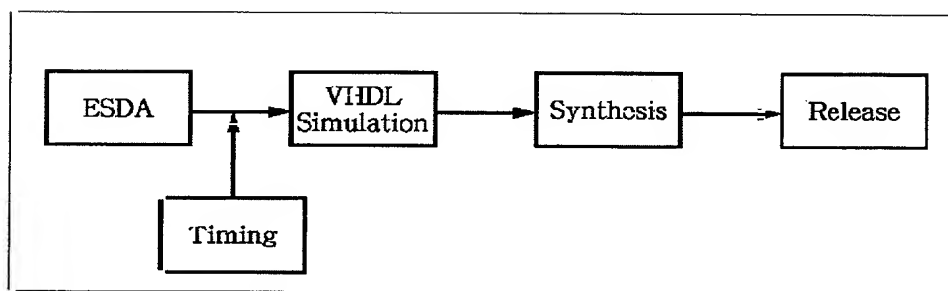 ESDA
VHDL
Simulation
Synthesis
Release
Timing